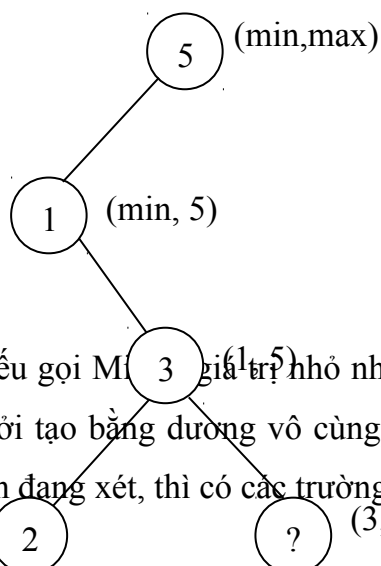 5 (min,max)
1 (min, 5)
3 (1, 5)
ếu gọi giá trị nhỏ nh
ởi tạo bằng dương vô cùng
đang xét, thì có các trường
2 ? (3,